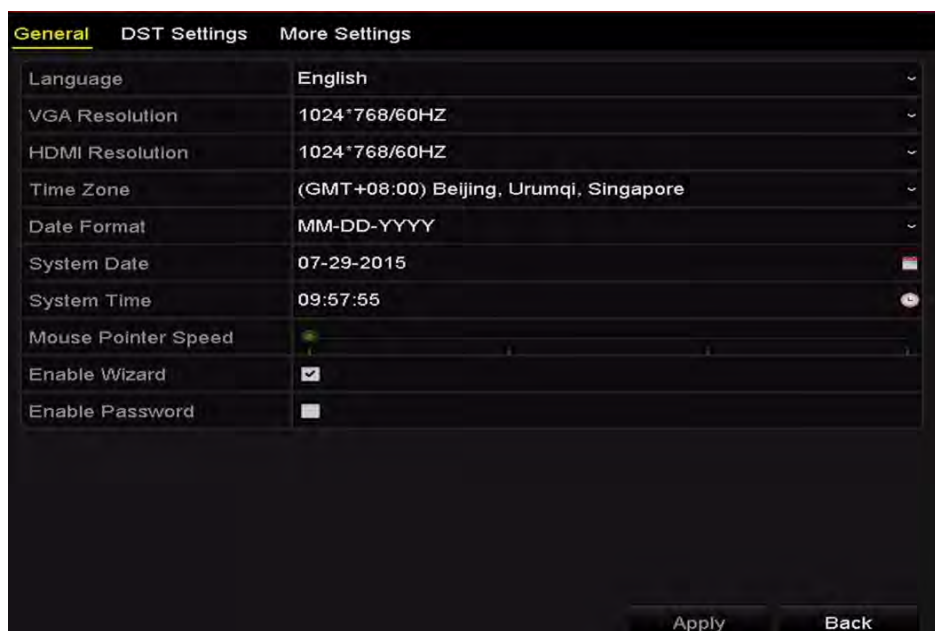 General DST Settings More Settings
Language English
VGA Resolution 1024*768/60HZ
HDMI Resolution 1024*768/60HZ
Time Zone (GMT+08:00) Beijing, Urumqi, Singapore
Date Format MM-DD-YYYY
System Date 07-29-2015
System Time 09:57:55
Mouse Pointer Speed
Enable Wizard
Enable Password
Apply Back